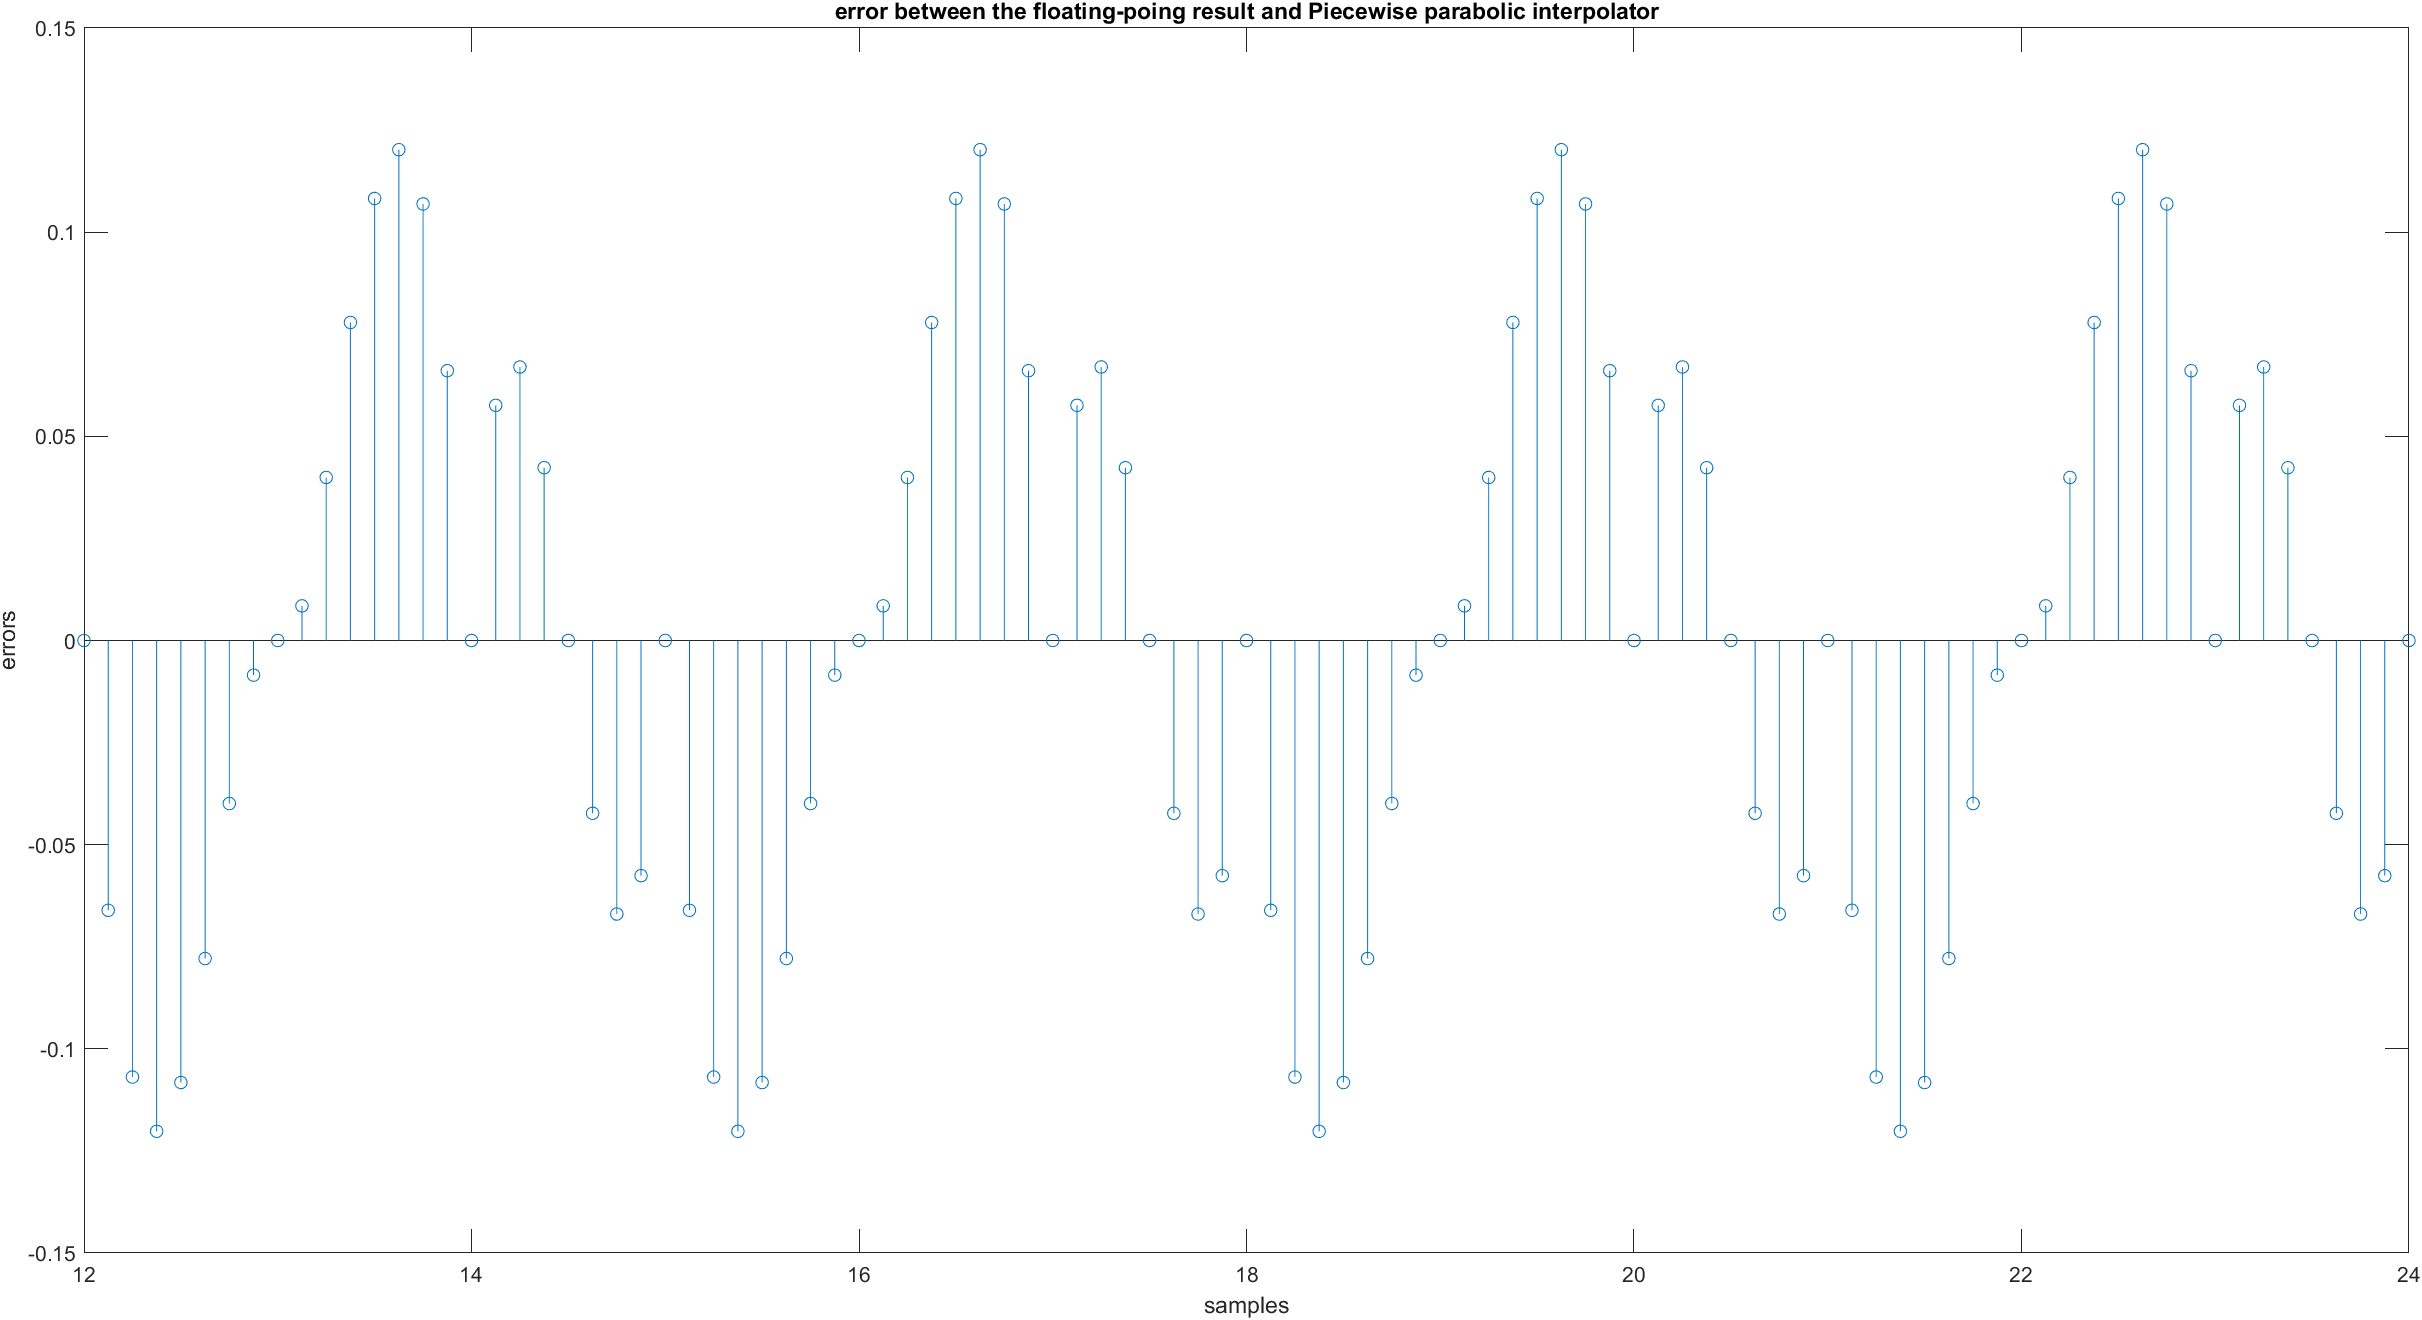 error between the floating-poing result and Piecewise parabolic interpolator
0.15
0.1
0.05
0
-0.05
-0.1
-0.15
errors
12 14 16 18 20 22 24
samples